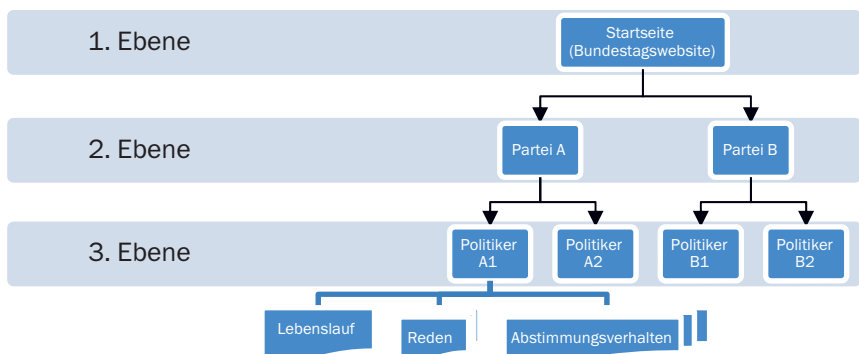 1. Ebene
Startseite
(Bundestagswebsite)
2. Ebene
Partei A
Partei B
3. Ebene
Politiker
A1
Politiker
A2
Politiker
B1
Politiker
B2
Lebenslauf
Reden
Abstimmungsverhalten